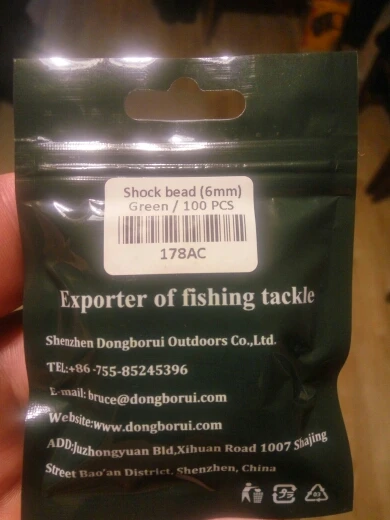 Shock bead (6mm)
Green / 100 PCS
178AC
Exporter of fishing tackle
Shenzhen Dongborui Outdoors Co.,Ltd.
TEL:+86 -755-85245396
E-mail:bruce@dongborui.com
Website:www.dongborui.com
ADD:Juzhongyuan Bld,Xihuan Road 1007 Shajing
Street Bao'an District, Shenzhen, China